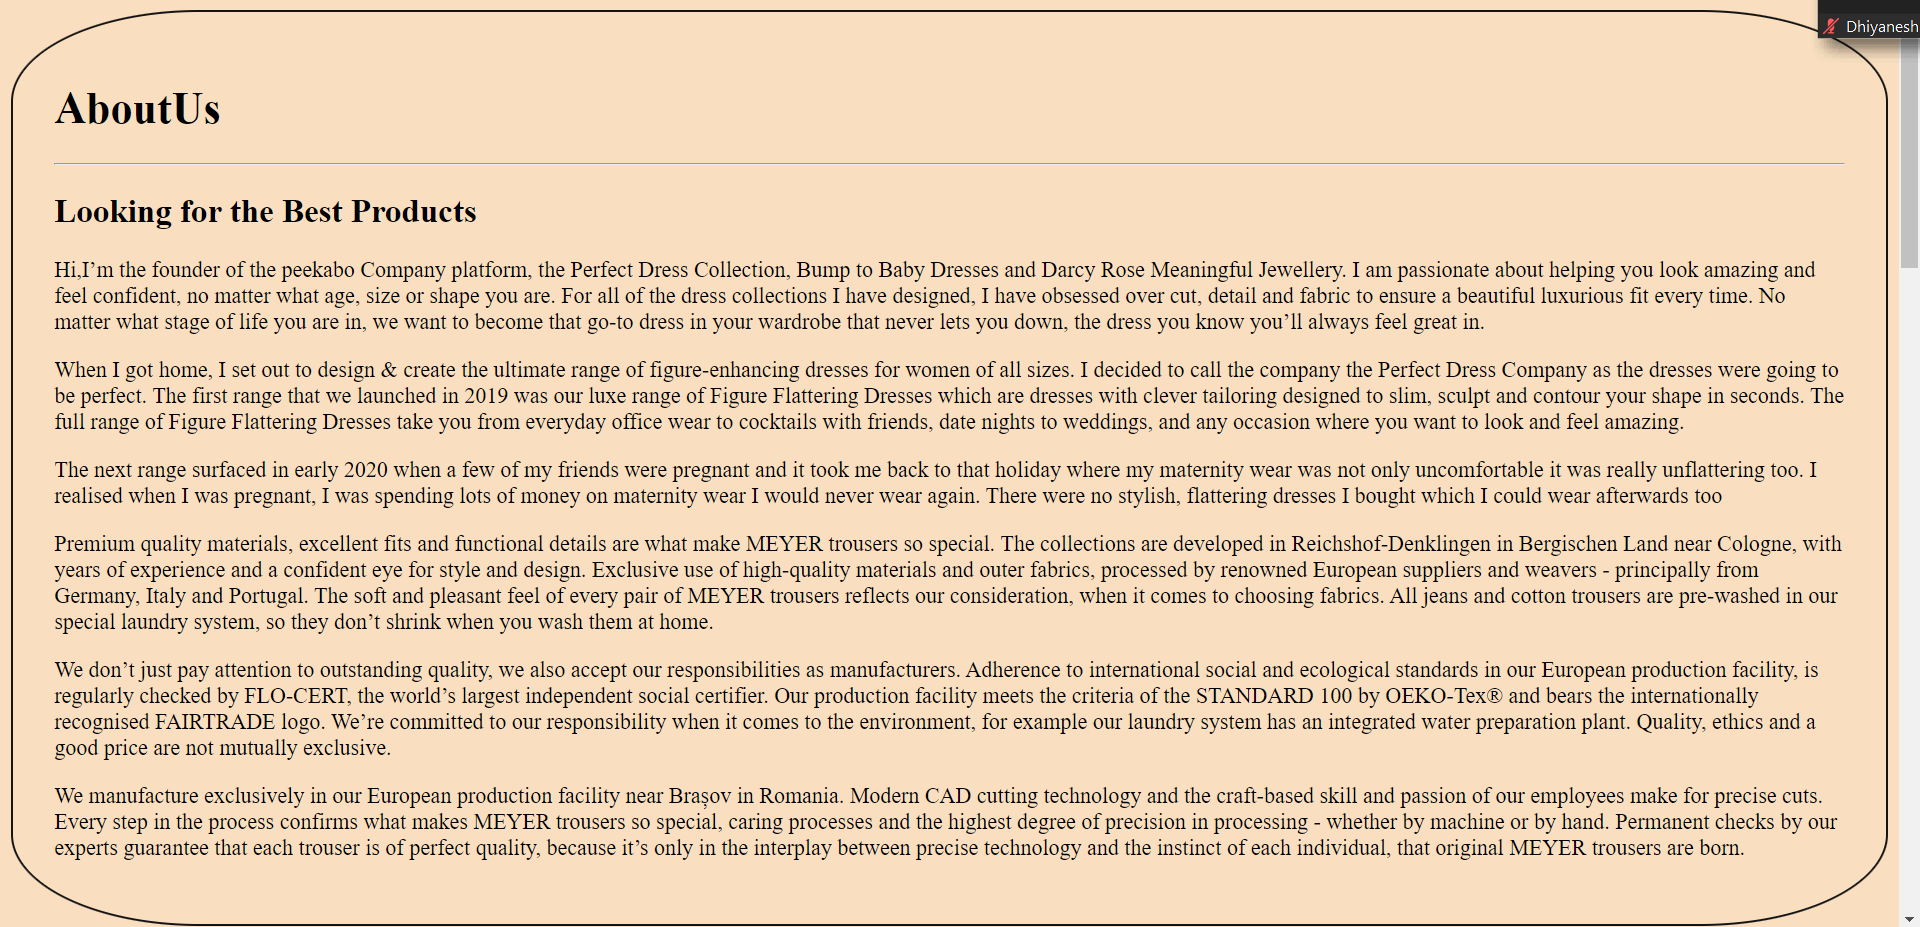 Dhiyanesh
AboutUs
Looking for the Best Products
Hi,I’m the founder of the peekabo Company platform, the Perfect Dress Collection, Bump to Baby Dresses and Darcy Rose Meaningful Jewellery. I am passionate about helping you look amazing and
feel confident, no matter what age, size or shape you are. For all of the dress collections I have designed, I have obsessed over cut, detail and fabric to ensure a beautiful luxurious fit every time. No
matter what stage of life you are in, we want to become that go-to dress in your wardrobe that never lets you down, the dress you know you’ll always feel great in.
When I got home, I set out to design & create the ultimate range of figure-enhancing dresses for women of all sizes. I decided to call the company the Perfect Dress Company as the dresses were going to
be perfect. The first range that we launched in 2019 was our luxe range of Figure Flattering Dresses which are dresses with clever tailoring designed to slim, sculpt and contour your shape in seconds. The
full range of Figure Flattering Dresses take you from everyday office wear to cocktails with friends, date nights to weddings, and any occasion where you want to look and feel amazing.
The next range surfaced in early 2020 when a few of my friends were pregnant and it took me back to that holiday where my maternity wear was not only uncomfortable it was really unflattering too. I
realised when I was pregnant, I was spending lots of money on maternity wear I would never wear again. There were no stylish, flattering dresses I bought which I could wear afterwards too
Premium quality materials, excellent fits and functional details are what make MEYER trousers so special. The collections are developed in Reichshof-Denklingen in Bergischen Land near Cologne, with
years of experience and a confident eye for style and design. Exclusive use of high-quality materials and outer fabrics, processed by renowned European suppliers and weavers - principally from
Germany, Italy and Portugal. The soft and pleasant feel of every pair of MEYER trousers reflects our consideration, when it comes to choosing fabrics. All jeans and cotton trousers are pre-washed in our
special laundry system, so they don’t shrink when you wash them at home.
We don’t just pay attention to outstanding quality, we also accept our responsibilities as manufacturers. Adherence to international social and ecological standards in our European production facility, is
regularly checked by FLO-CERT, the world’s largest independent social certifier. Our production facility meets the criteria of the STANDARD 100 by OEKO-Tex® and bears the internationally
recognised FAIRTRADE logo. We’re committed to our responsibility when it comes to the environment, for example our laundry system has an integrated water preparation plant. Quality, ethics and a
good price are not mutually exclusive.
We manufacture exclusively in our European production facility near Brașov in Romania. Modern CAD cutting technology and the craft-based skill and passion of our employees make for precise cuts.
Every step in the process confirms what makes MEYER trousers so special, caring processes and the highest degree of precision in processing - whether by machine or by hand. Permanent checks by our
experts guarantee that each trouser is of perfect quality, because it’s only in the interplay between precise technology and the instinct of each individual, that original MEYER trousers are born.